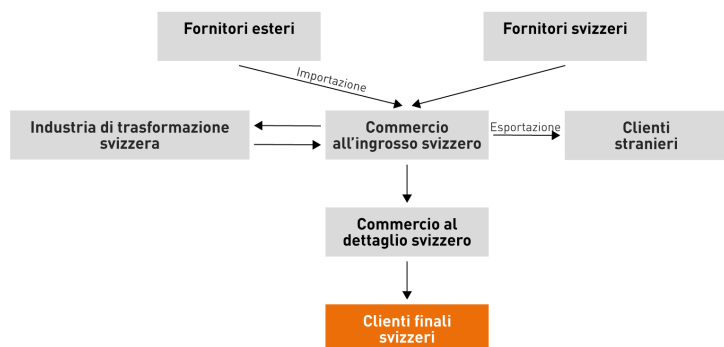 Fornitori esteri
Fornitori svizzeri
Importazione
Industria di trasformazione
svizzera
Commercio
all'ingrosso svizzero
Esportazione
Clienti
stranieri
Commercio al
dettaglio svizzero
Clienti finali
svizzeri